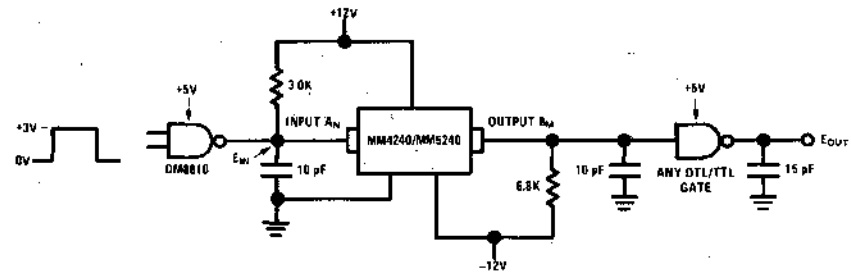 +12V
3.0K
+5V
+5V
+3V
0V
INPUT AN
OUTPUT BM
MM4240/MM5240
EOUT
EIN
DM8810
10 pF
10 pF
ANY DTL/TTL
GATE
15 pF
6.8K
-12V